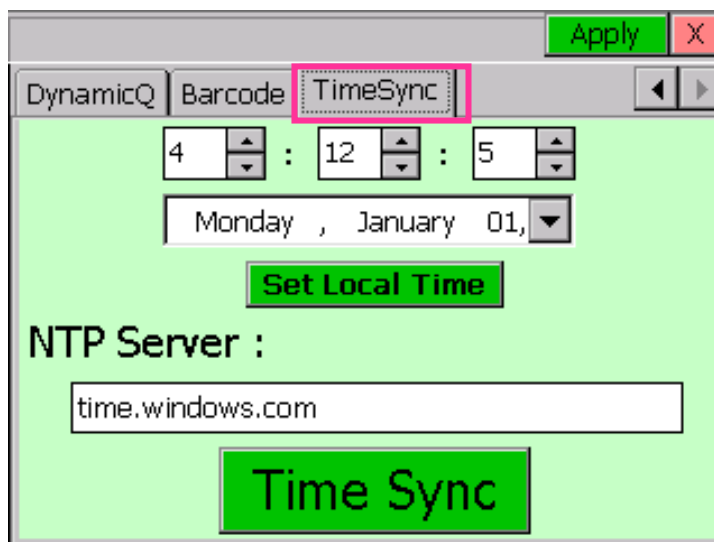 Apply X
DynamicQ Barcode TimeSync
4 : 12 : 5
Monday , January 01,
Set Local Time
NTP Server :
time.windows.com
Time Sync